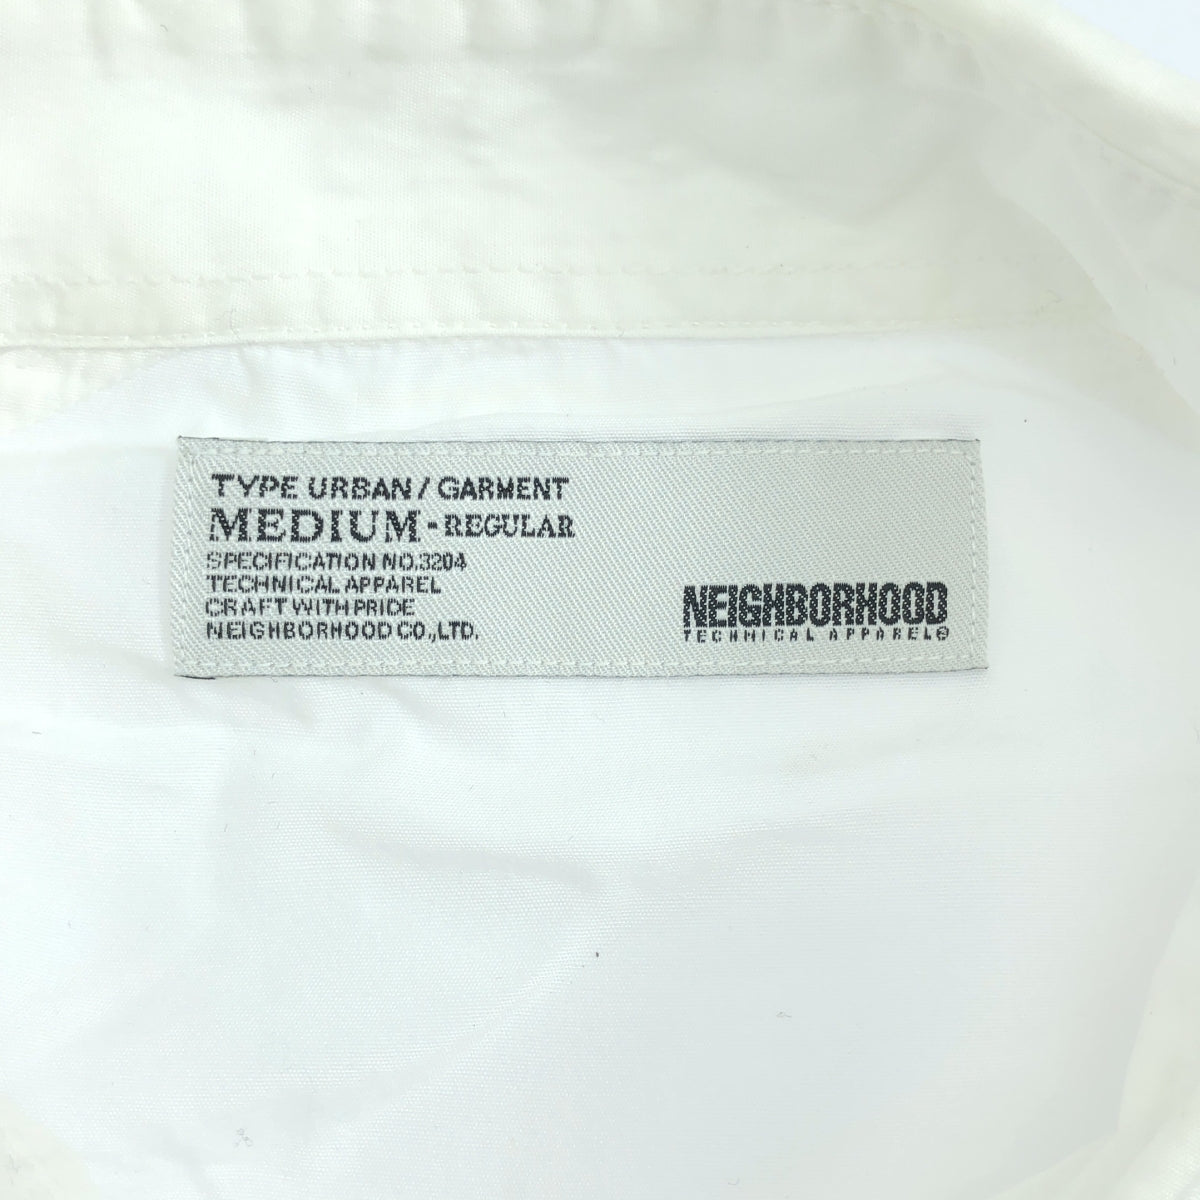 TYPE URBAN / GARMENT
MEDIUM - REGULAR
SPECIFICATION NO.3204
TECHNICAL APPAREL
CRAFT WITH PRIDE
NEIGHBORHOOD CO.,LTD.
NEIGHBORHOOD
TECHNICAL APPAREL®